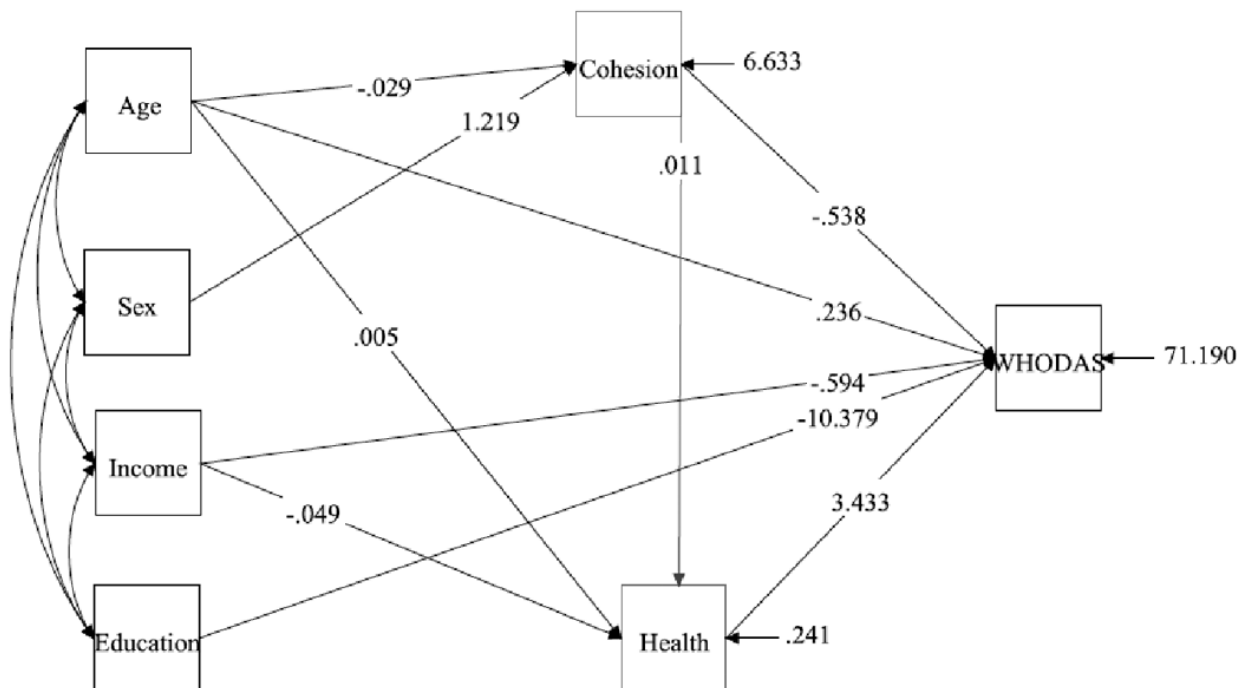 Cohesion
6.633
Age
-.029
1.219
.011
-.538
Sex
.236
.005
WHODAS
71.190
-.594
-10.379
Income
-.049
3.433
Education
Health
.241